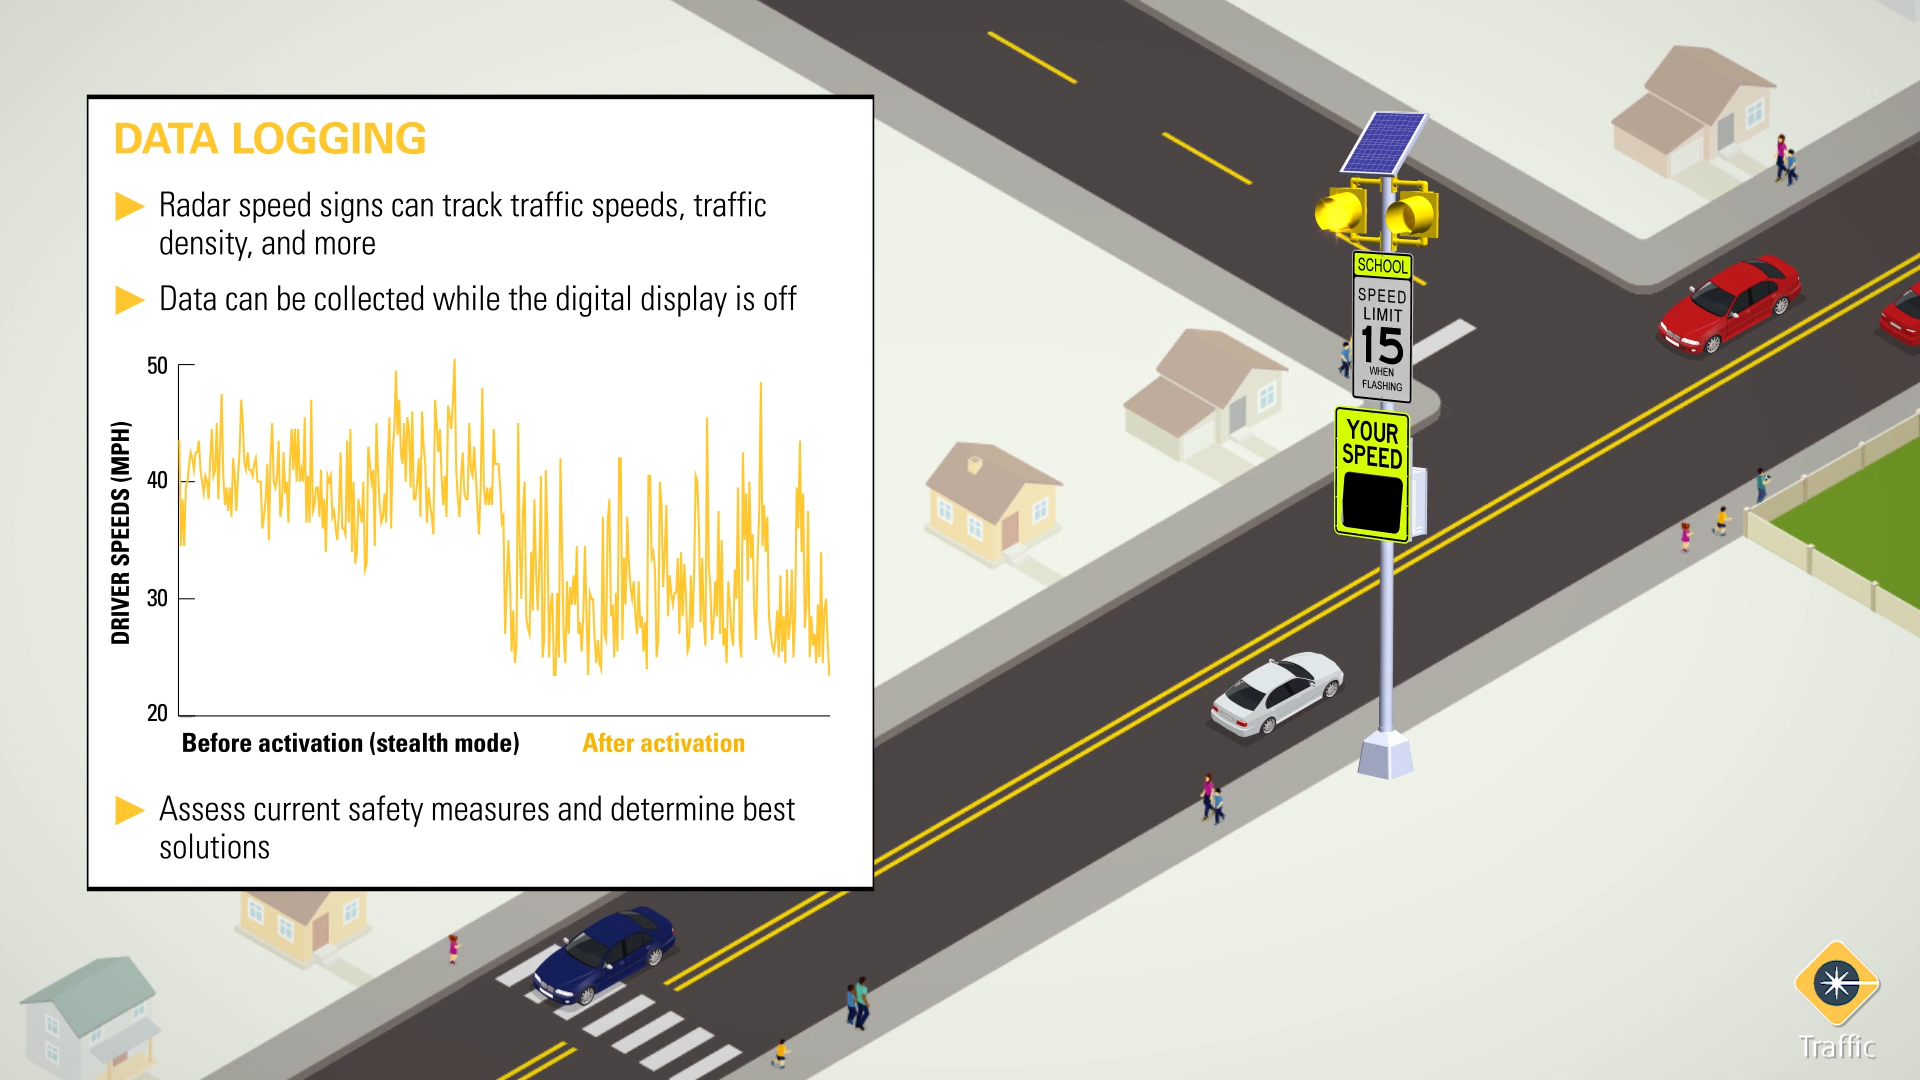 DATA LOGGING
Radar speed signs can track traffic speeds, traffic
density, and more
Data can be collected while the digital display is off
50
40
30
20
DRIVER SPEEDS (MPH)
Before activation (stealth mode)
After activation
Assess current safety measures and determine best
solutions
SCHOOL
SPEED
LIMIT
15
WHEN
FLASHING
YOUR
SPEED
Traffic